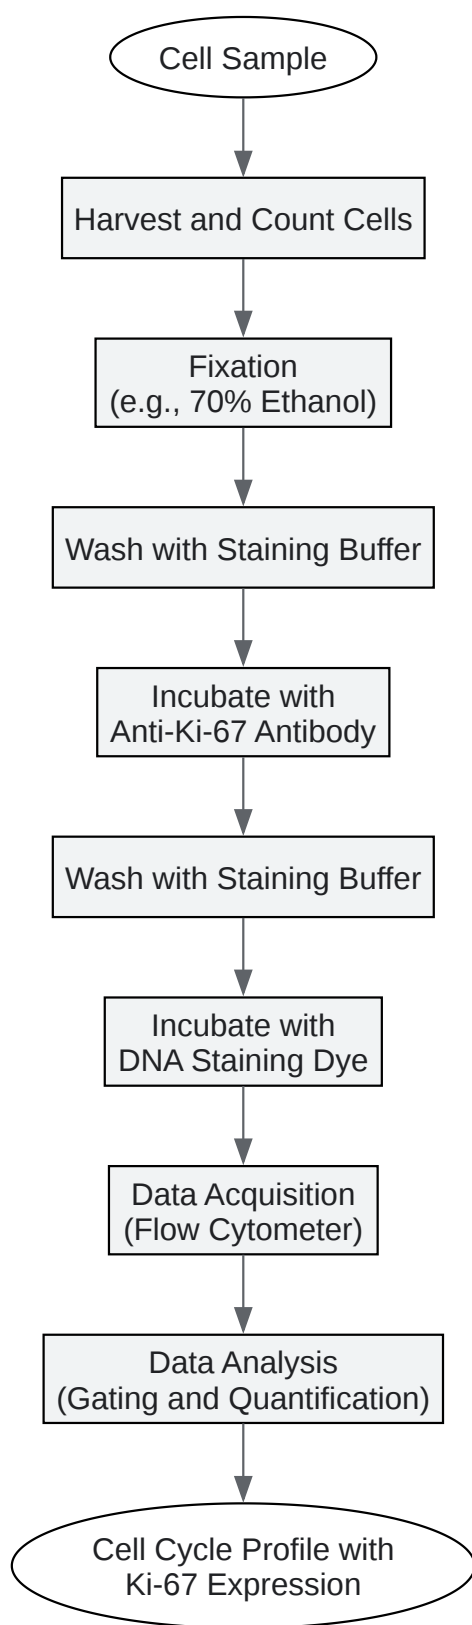 Cell Sample
Harvest and Count Cells
Fixation
(e.g., 70% Ethanol)
Wash with Staining Buffer
Incubate with
Anti-Ki-67 Antibody
Wash with Staining Buffer
Incubate with
DNA Staining Dye
Data Acquisition
(Flow Cytometer)
Data Analysis
(Gating and Quantification)
Cell Cycle Profile with
Ki-67 Expression